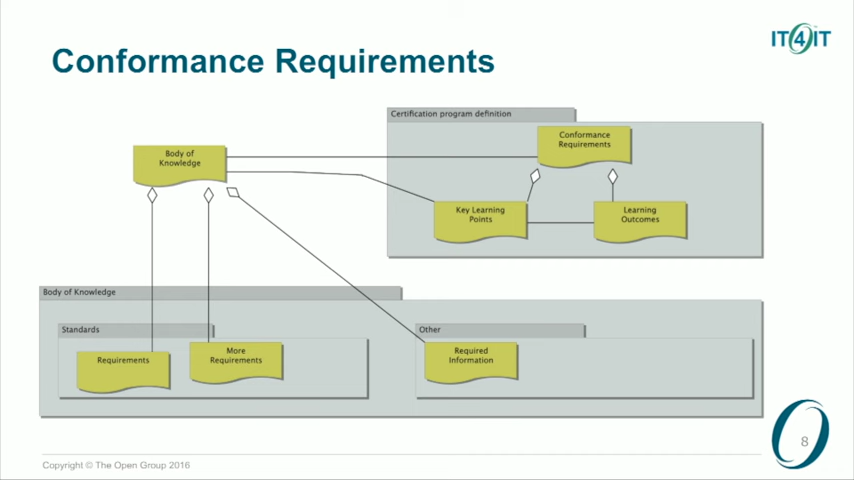 IT4IT
Conformance Requirements
Certification program definition
Conformance
Requirements
Body of
Knowledge
Key Learning
Points
Learning
Outcomes
Body of Knowledge
Standards
Other
Requirements
More
Requirements
Required
Information
8
Copyright © The Open Group 2016